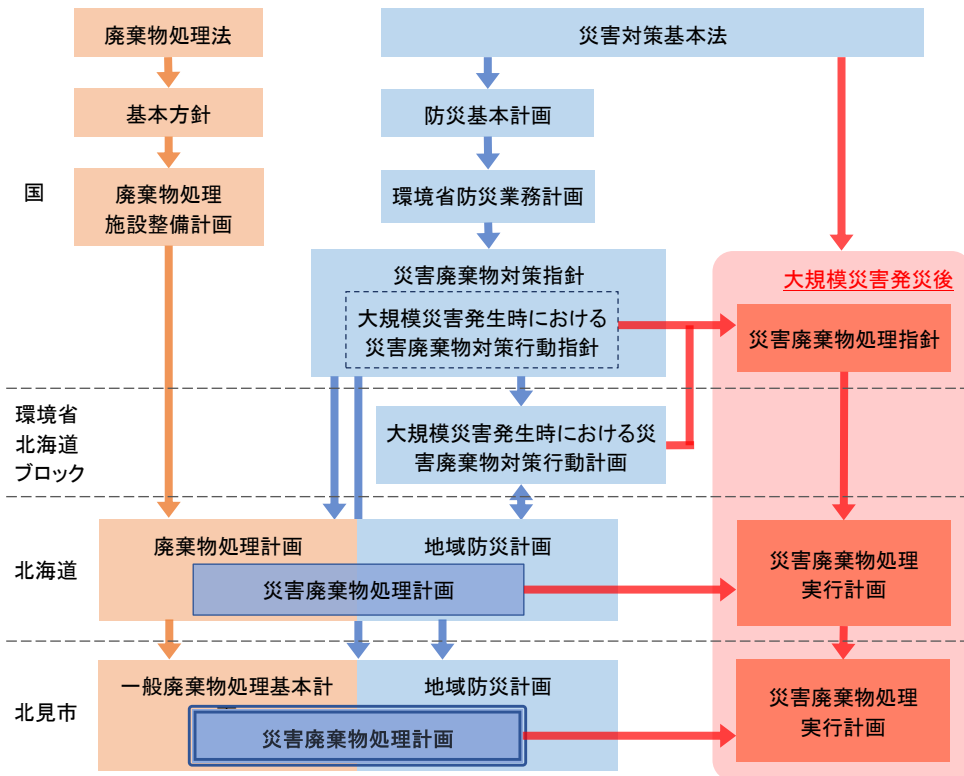 廃棄物処理法
災害対策基本法
基本方針
防災基本計画
国
廃棄物処理
施設整備計画
環境省防災業務計画
災害廃棄物対策指針
大規模災害発生時における
災害廃棄物対策行動指針
大規模災害発災後
災害廃棄物処理指針
環境省
北海道
ブロック
大規模災害発生時における災
害廃棄物対策行動計画
北海道
廃棄物処理計画
地域防災計画
災害廃棄物処理計画
災害廃棄物処理
実行計画
北見市
一般廃棄物処理基本計
地域防災計画
災害廃棄物処理計画
災害廃棄物処理
実行計画